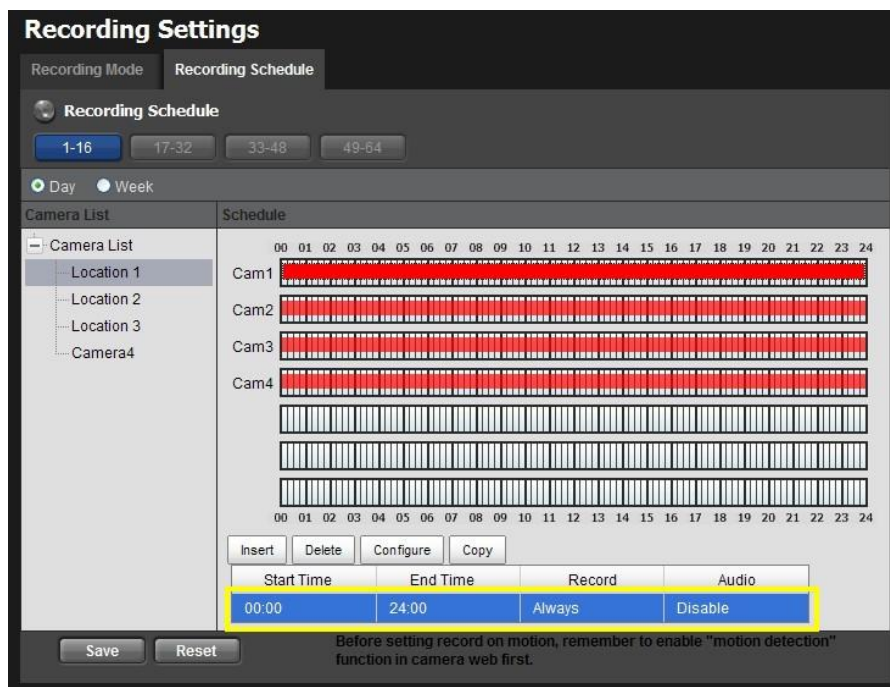 Recording Settings
Recording Mode Recording Schedule
Recording Schedule
1-16 17-32 33-48 49-64
Day Week
Camera List Schedule
Camera List
Location 1
Location 2
Location 3
Camera4
00 01 02 03 04 05 06 07 08 09 10 11 12 13 14 15 16 17 18 19 20 21 22 23 24
Cam1
Cam2
Cam3
Cam4
00 01 02 03 04 05 06 07 08 09 10 11 12 13 14 15 16 17 18 19 20 21 22 23 24
Insert Delete Configure Copy
Start Time End Time Record Audio
00:00 24:00 Always Disable
Save Reset
Before setting record on motion, remember to enable "motion detection"
function in camera web first.